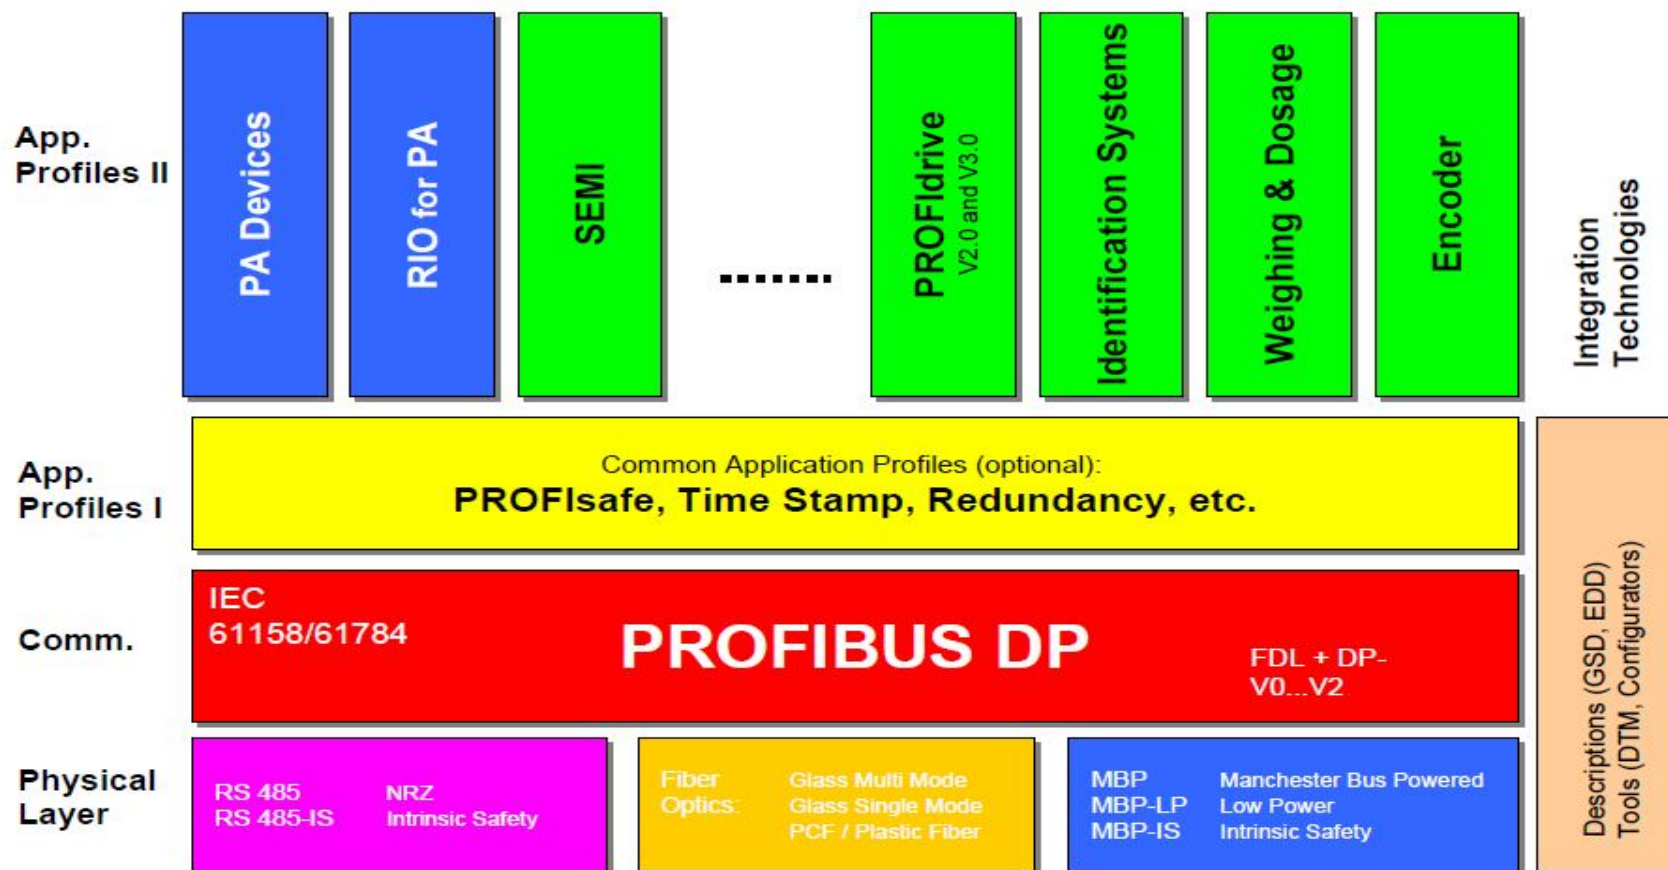 App.
Profiles II
PA Devices
RIO for PA
SEMI
.......
PROFIdrive
V2.0 and V3.0
Identification Systems
Weighing & Dosage
Encoder
Integration
Technologies
App.
Profiles I
Common Application Profiles (optional):
PROFIsafe, Time Stamp, Redundancy, etc.
Comm.
IEC
61158/61784
PROFIBUS DP
FDL + DP-
V0...V2
Physical
Layer
RS 485 NRZ
RS 485-IS Intrinsic Safety
Fiber Glass Multi Mode
Optics: Glass Single Mode
PCF / Plastic Fiber
MBP Manchester Bus Powered
MBP-LP Low Power
MBP-IS Intrinsic Safety
Descriptions (GSD, EDD)
Tools (DTM, Configurators)